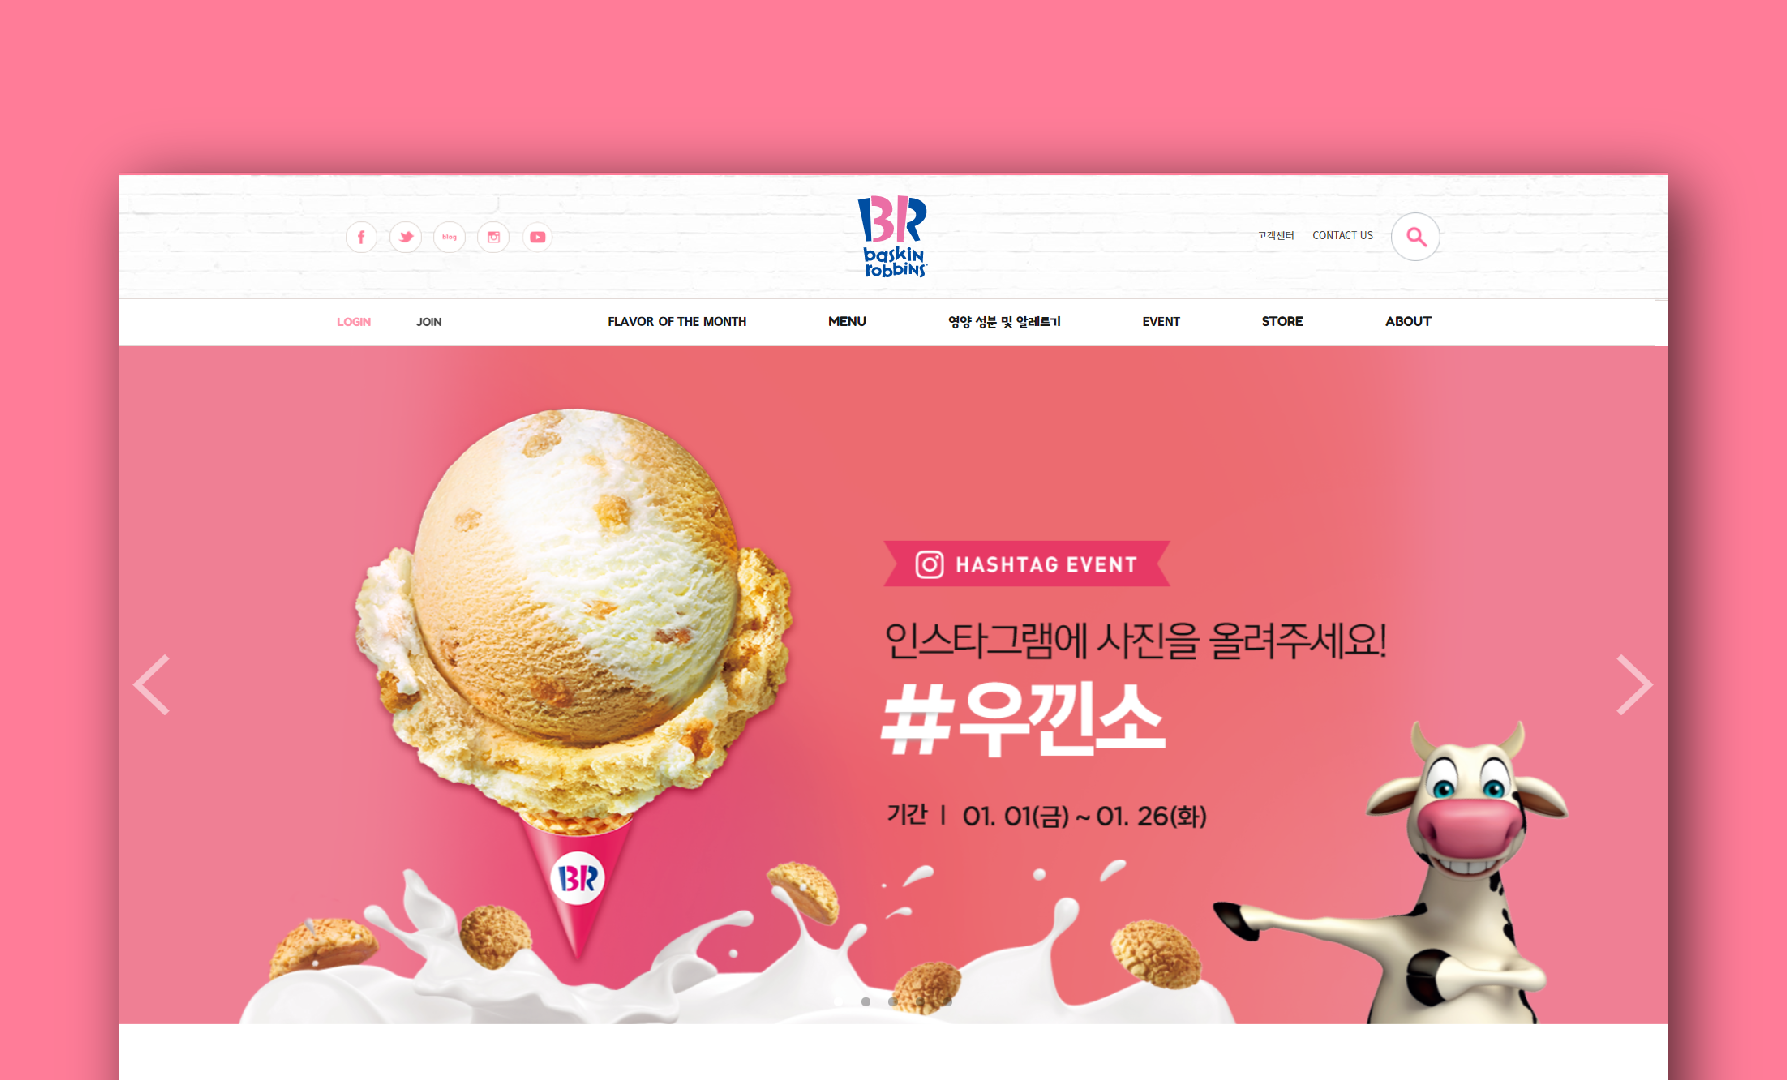 BR
baskin
robbins
blog
고객센터 CONTACT US
LOGIN JOIN FLAVOR OF THE MONTH MENU 영양 성분 및 알레르기 EVENT STORE ABOUT
HASHTAG EVENT
인스타그램에 사진을 올려주세요!
#우낀소
기간 | 01. 01(금) ~ 01. 26(화)
BR